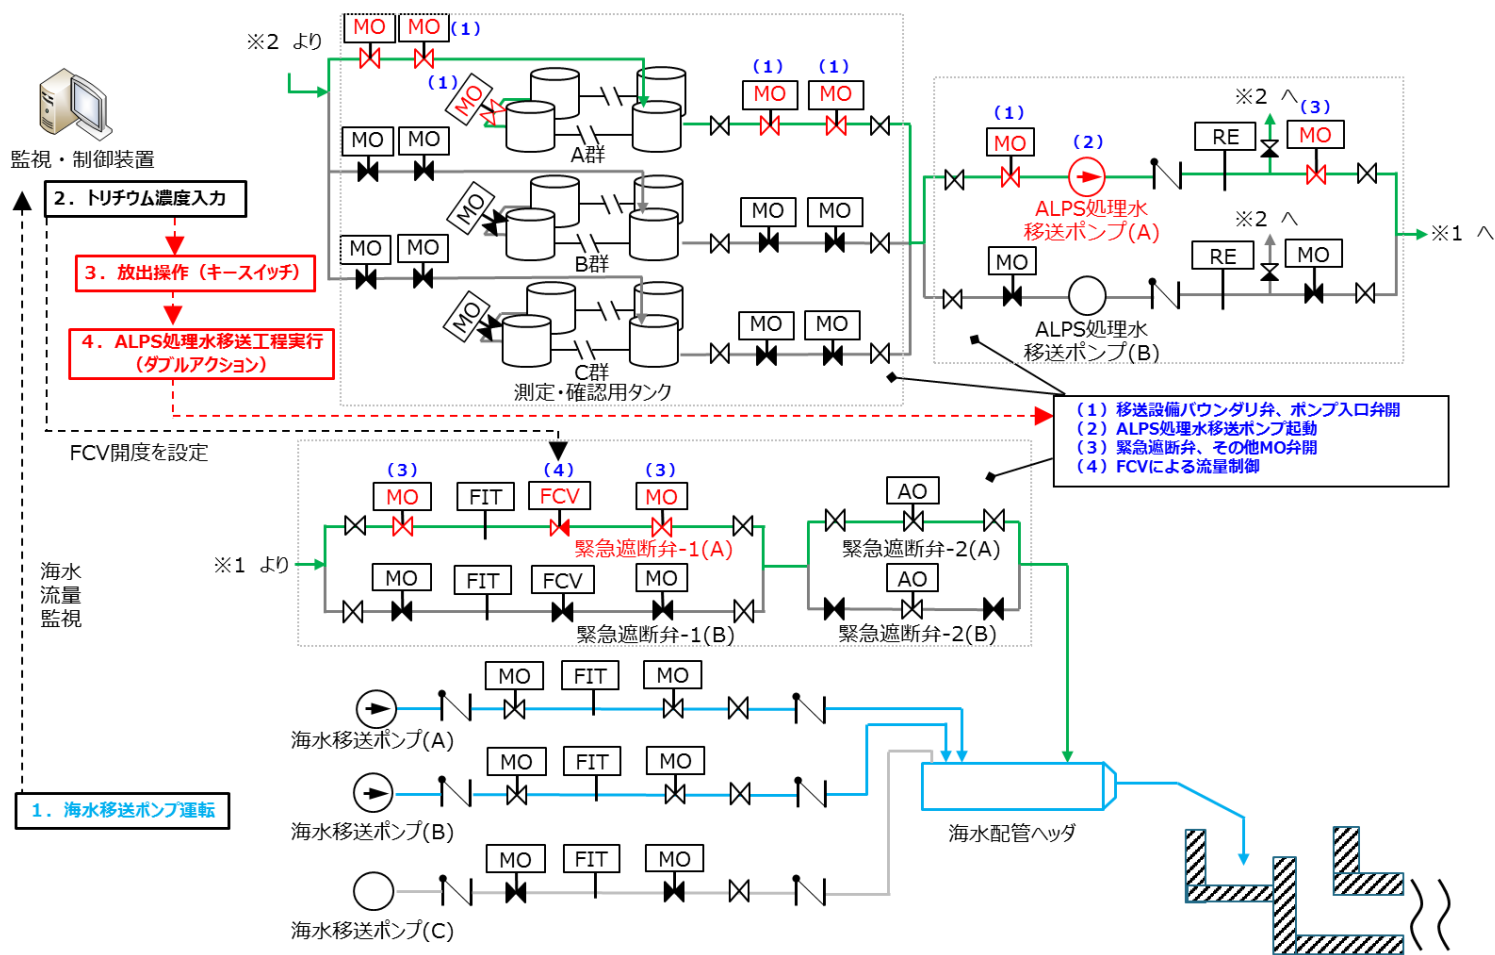 ※2 より
MO
MO
(1)
(1)
MO
(1)
MO
(1)
MO
A群
監視・制御装置
MO
MO
MO
MO
MO
B群
MO
MO
MO
MO
MO
C群
測定・確認用タンク
※2 へ
(3)
(1)
MO
(2)
RE
MO
ALPS処理水
移送ポンプ(A)
※2 へ
※1 へ
MO
RE
MO
ALPS処理水
移送ポンプ(B)
2. トリチウム濃度入力
3. 放出操作(キースイッチ)
4. ALPS処理水移送工程実行
(ダブルアクション)
(1)移送設備バウンダリ弁、ポンプ入口弁開
(2)ALPS処理水移送ポンプ起動
(3)緊急遮断弁、その他MO弁開
(4)FCVによる流量制御
FCV開度を設定
(3)
(4)
(3)
MO
FIT
FCV
MO
AO
緊急遮断弁-1(A)
緊急遮断弁-2(A)
※1 より
MO
FIT
FCV
MO
AO
緊急遮断弁-1(B)
緊急遮断弁-2(B)
海水
流量
監視
MO
FIT
MO
海水移送ポンプ(A)
MO
FIT
MO
1. 海水移送ポンプ運転
海水移送ポンプ(B)
海水配管ヘッダ
MO
FIT
MO
海水移送ポンプ(C)